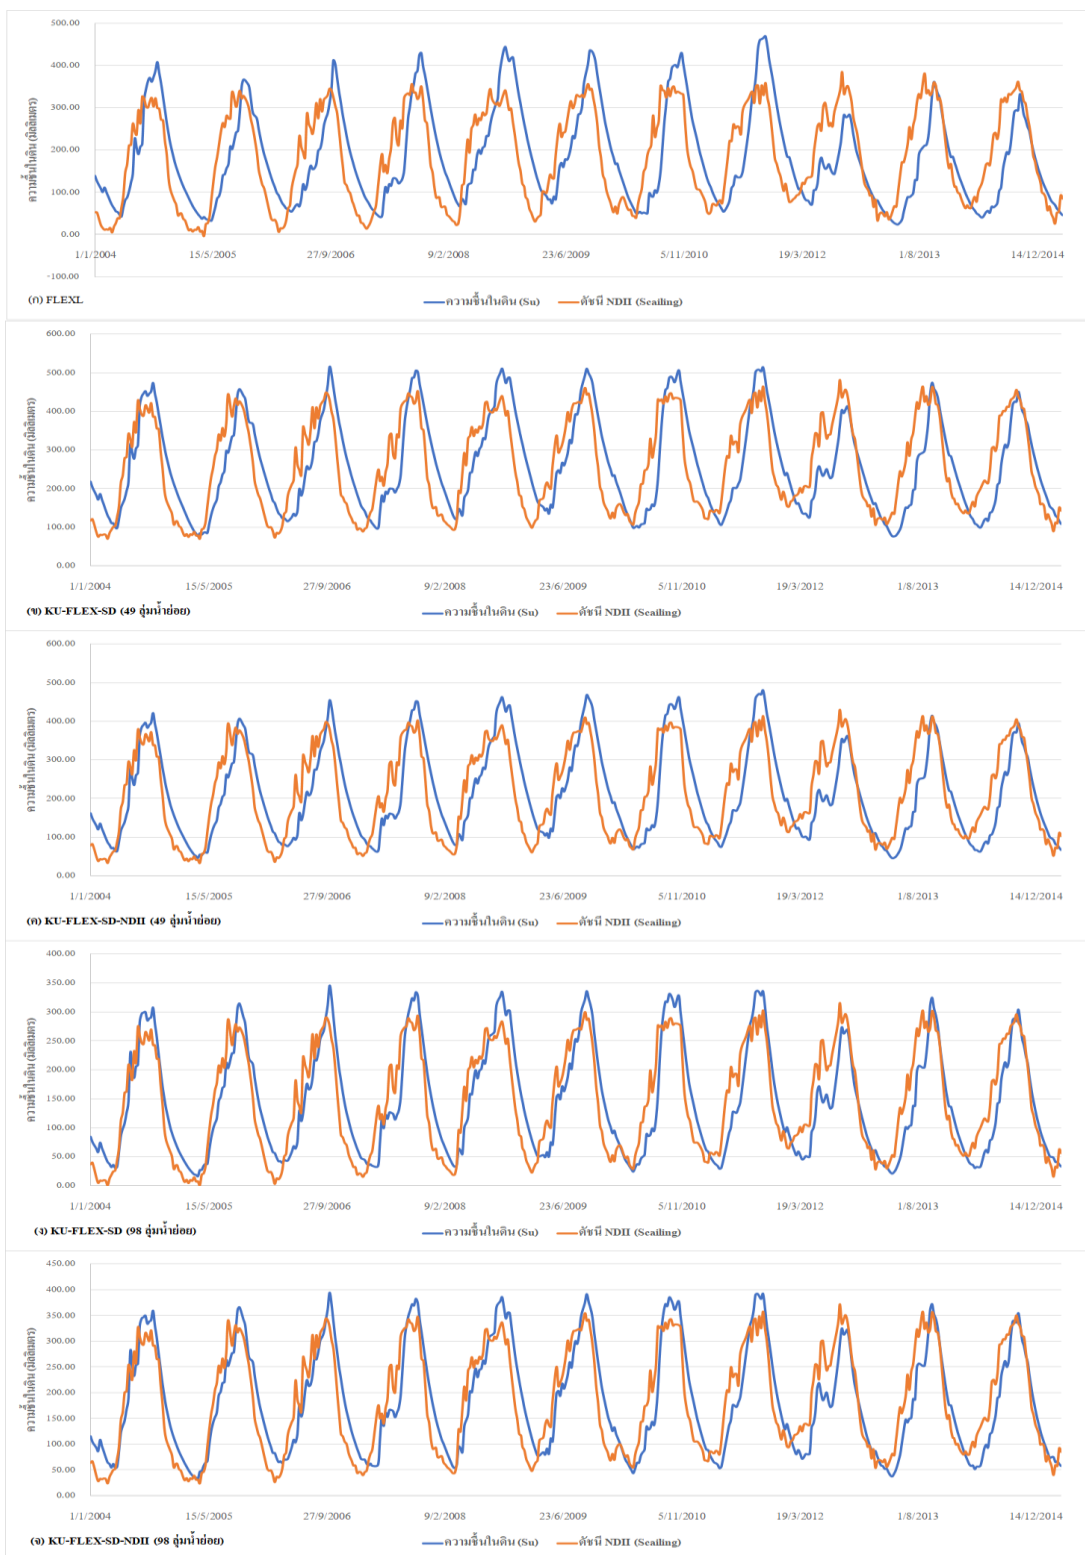 500.00
400.00
300.00
200.00
100.00
0.00
-100.00
ความชื้นในดิน (มิลลิเมตร)
1/1/2004 15/5/2005 27/9/2006 9/2/2008 23/6/2009 5/11/2010 19/3/2012 1/8/2013 14/12/2014
(ก) FLEXL
ความชื้นในดิน (Su) ดัชนี NDII (Scailing)
600.00
500.00
400.00
300.00
200.00
100.00
0.00
ความชื้นในดิน (มิลลิเมตร)
1/1/2004 15/5/2005 27/9/2006 9/2/2008 23/6/2009 5/11/2010 19/3/2012 1/8/2013 14/12/2014
(ข) KU-FLEX-SD (49 ลุ่มน้ำย่อย)
ความชื้นในดิน (Su) ดัชนี NDII (Scailing)
600.00
500.00
400.00
300.00
200.00
100.00
0.00
ความชื้นในดิน (มิลลิเมตร)
1/1/2004 15/5/2005 27/9/2006 9/2/2008 23/6/2009 5/11/2010 19/3/2012 1/8/2013 14/12/2014
(ค) KU-FLEX-SD-NDII (49 ลุ่มน้ำย่อย)
ความชื้นในดิน (Su) ดัชนี NDII (Scailing)
400.00
350.00
300.00
250.00
200.00
150.00
100.00
50.00
0.00
ความชื้นในดิน (มิลลิเมตร)
1/1/2004 15/5/2005 27/9/2006 9/2/2008 23/6/2009 5/11/2010 19/3/2012 1/8/2013 14/12/2014
(ง) KU-FLEX-SD (98 ลุ่มน้ำย่อย)
ความชื้นในดิน (Su) ดัชนี NDII (Scailing)
450.00
400.00
350.00
300.00
250.00
200.00
150.00
100.00
50.00
0.00
ความชื้นในดิน (มิลลิเมตร)
1/1/2004 15/5/2005 27/9/2006 9/2/2008 23/6/2009 5/11/2010 19/3/2012 1/8/2013 14/12/2014
(จ) KU-FLEX-SD-NDII (98 ลุ่มน้ำย่อย)
ความชื้นในดิน (Su) ดัชนี NDII (Scailing)